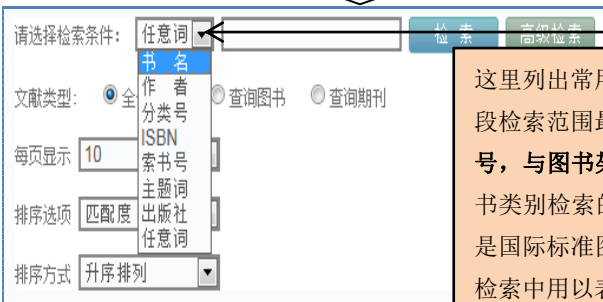 请选择检索条件： 任意词 检 索 高级检索
书 名
作 者
分类号
ISBN
索书号
主题词
出版社
任意词
文献类型： 全 查询图书 查询期刊
每页显示 10
排序选项 匹配度
排序方式 升序排列
这里列出常用
段检索范围最
号，与图书架
书类别检索的
是国际标准图
检索中用以表